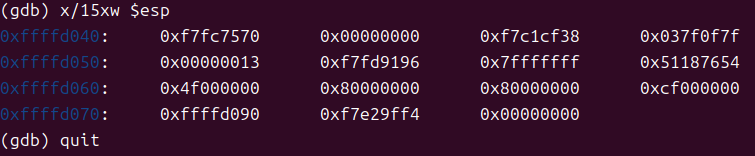 (gdb) x/15xw $esp
0xffffd040: 0xf7fc7570 0x00000000 0xf7c1cf38 0x037f0f7f
0xffffd050: 0x00000013 0xf7fd9196 0x7fffffff 0x51187654
0xffffd060: 0x4f000000 0x80000000 0x80000000 0xcf000000
0xffffd070: 0xffffd090 0xf7e29ff4 0x00000000
(gdb) quit